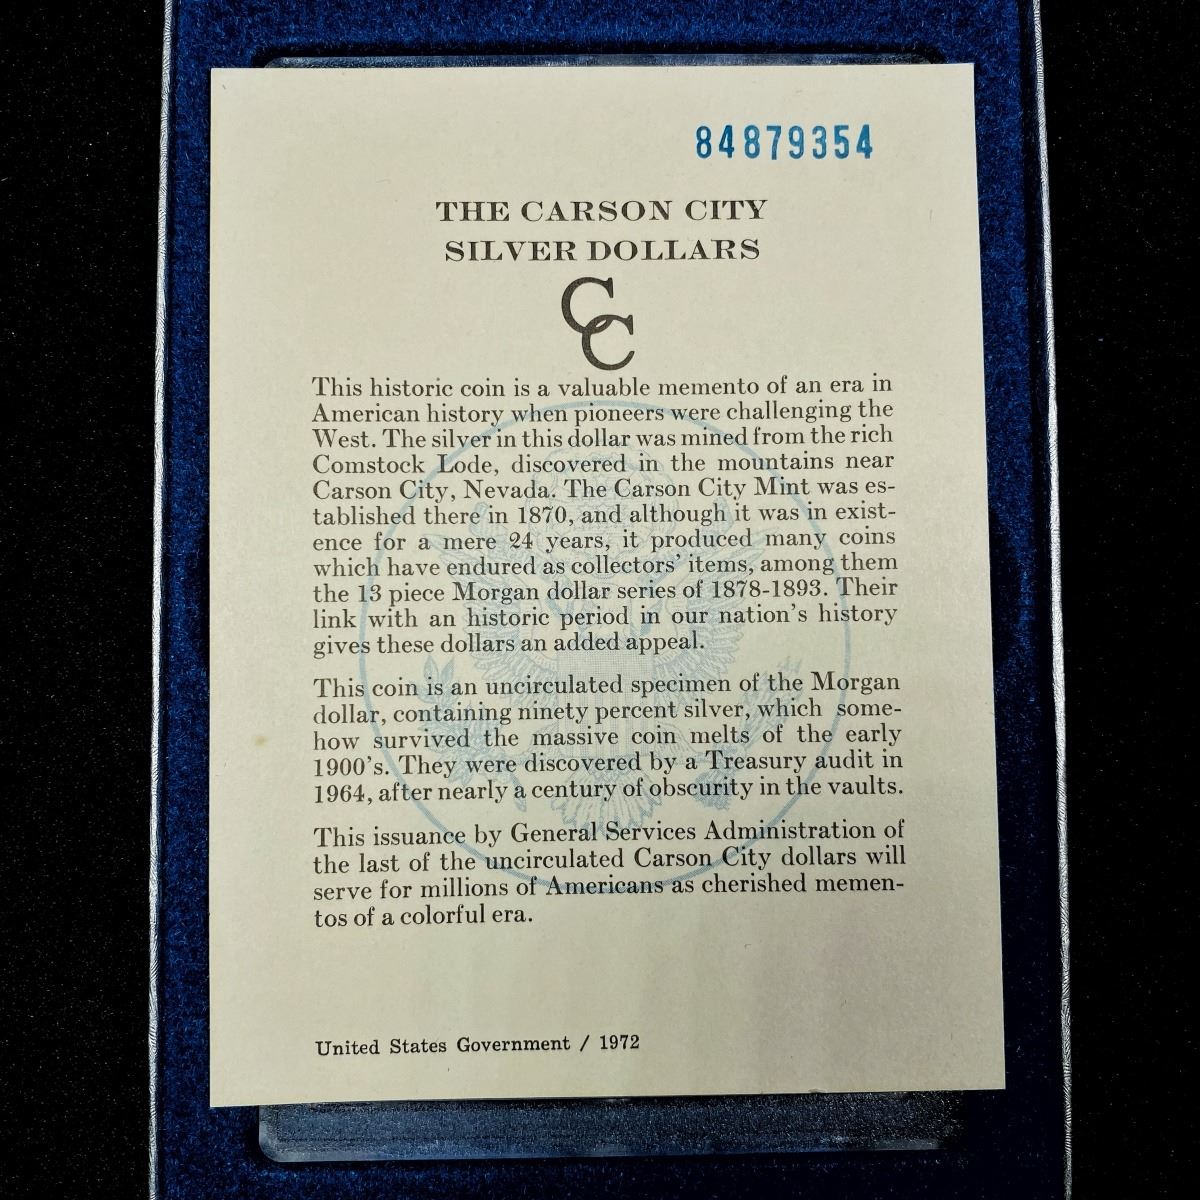 84879354
THE CARSON CITY
SILVER DOLLARS
CC
This historic coin is a valuable memento of an era in
American history when pioneers were challenging the
West. The silver in this dollar was mined from the rich
Comstock Lode, discovered in the mountains near
Carson City, Nevada. The Carson City Mint was es-
tablished there in 1870, and although it was in exist-
ence for a mere 24 years, it produced many coins
which have endured as collectors' items, among them
the 13 piece Morgan dollar series of 1878-1893. Their
link with an historic period in our nation's history
gives these dollars an added appeal.
This coin is an uncirculated specimen of the Morgan
dollar, containing ninety percent silver, which some-
how survived the massive coin melts of the early
1900's. They were discovered by a Treasury audit in
1964, after nearly a century of obscurity in the vaults.
This issuance by General Services Administration of
the last of the uncirculated Carson City dollars will
serve for millions of Americans as cherished memen-
tos of a colorful era.
United States Government / 1972